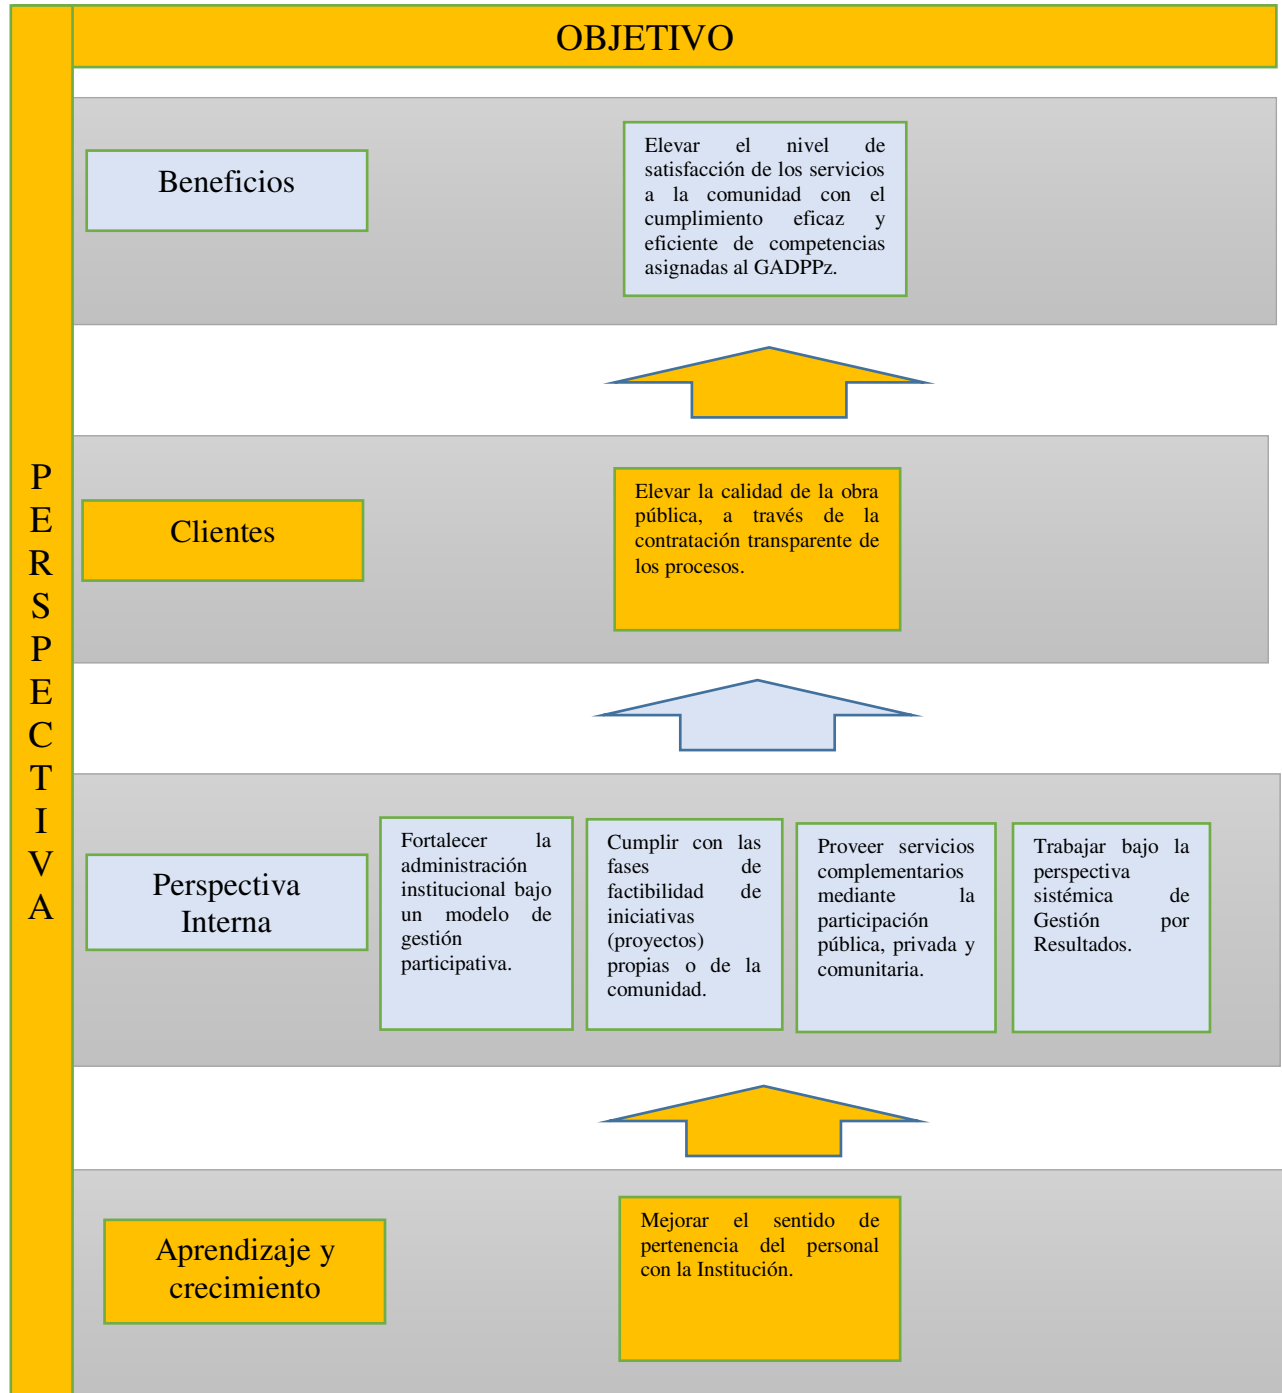 OBJETIVO
PERSPECTIVA
Beneficios
Elevar el nivel de
satisfacción de los servicios
a la comunidad con el
cumplimiento eficaz y
eficiente de competencias
asignadas al GADPPz.
Clientes
Elevar la calidad de la obra
pública, a través de la
contratación transparente de
los procesos.
Perspectiva
Interna
Fortalecer la
administración
institucional bajo
un modelo de
gestión
participativa.
Cumplir con las
fases de
factibilidad de
iniciativas
(proyectos)
propias o de la
comunidad.
Proveer servicios
complementarios
mediante la
participación
pública, privada y
comunitaria.
Trabajar bajo la
perspectiva
sistémica de
Gestión por
Resultados.
Aprendizaje y
crecimiento
Mejorar el sentido de
pertenencia del personal
con la Institución.